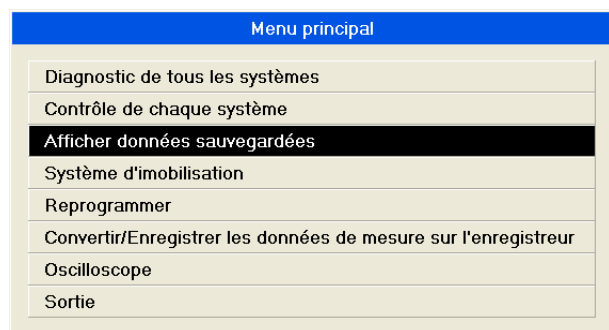 Menu principal
Diagnostic de tous les systèmes
Contrôle de chaque système
Afficher données sauvegardées
Système d'imobilisation
Reprogrammer
Convertir/Enregistrer les données de mesure sur l'enregistreur
Oscilloscope
Sortie